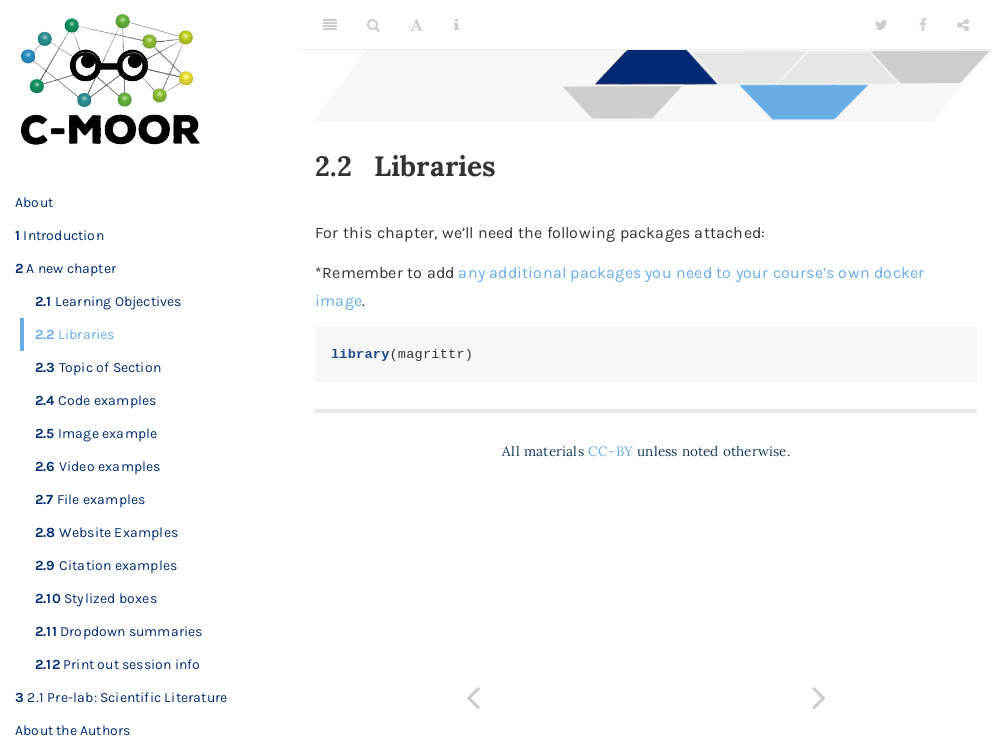 C-MOOR
About
1 Introduction
2 A new chapter
2.1 Learning Objectives
2.2 Libraries
2.3 Topic of Section
2.4 Code examples
2.5 Image example
2.6 Video examples
2.7 File examples
2.8 Website Examples
2.9 Citation examples
2.10 Stylized boxes
2.11 Dropdown summaries
2.12 Print out session info
3 2.1 Pre-lab: Scientific Literature
About the Authors
2.2 Libraries
For this chapter, we’ll need the following packages attached:
*Remember to add any additional packages you need to your course’s own docker
image.
library(magrittr)
All materials CC-BY unless noted otherwise.